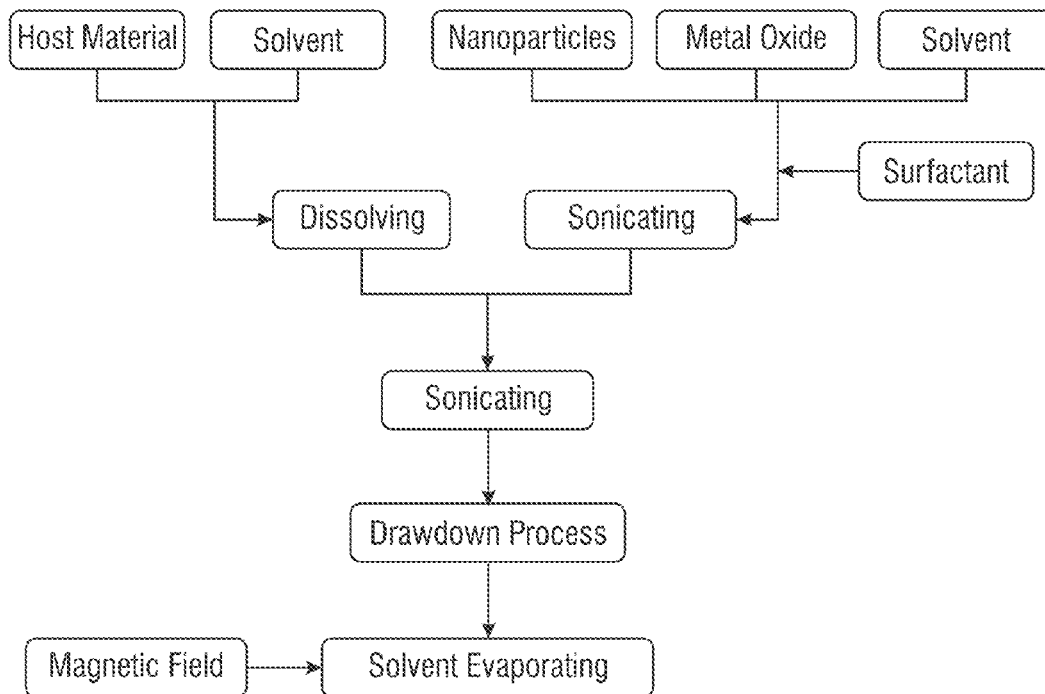 Host Material
Solvent
Nanoparticles
Metal Oxide
Solvent
Surfactant
Dissolving
Sonicating
Sonicating
Drawdown Process
Magnetic Field
Solvent Evaporating